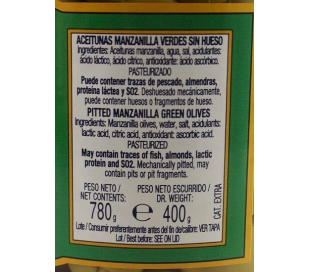 ACEITUNAS MANZANILLA VERDES SIN HUESO
Ingredientes: Aceitunas manzanilla, agua, sal, acidulantes:
ácido láctico, ácido cítrico, antioxidante: ácido ascórbico.
PASTEURIZADO
Puede contener trazas de pescado, almendras,
proteína láctea y SO2. Deshuesado mecánicamente,
puede contener huesos o fragmentos de hueso.
PITTED MANZANILLA GREEN OLIVES
Ingredients: Manzanilla olives, water, salt, acidulants:
lactic acid, citric acid, antioxidant: ascorbic acid.
PASTEURIZED
May contain traces of fish, almonds, lactic
protein and SO2. Mechanically pitted, may
contain pits or pit fragments.
PESO NETO /
NET CONTENTS:
780g
e
PESO NETO ESCURRIDO /
DR. WEIGHT:
400g
CAT. EXTRA
Lote / Consumir preferentemente antes del fin de/calibre: VER TAPA
Lot / Best before: SEE ON LID